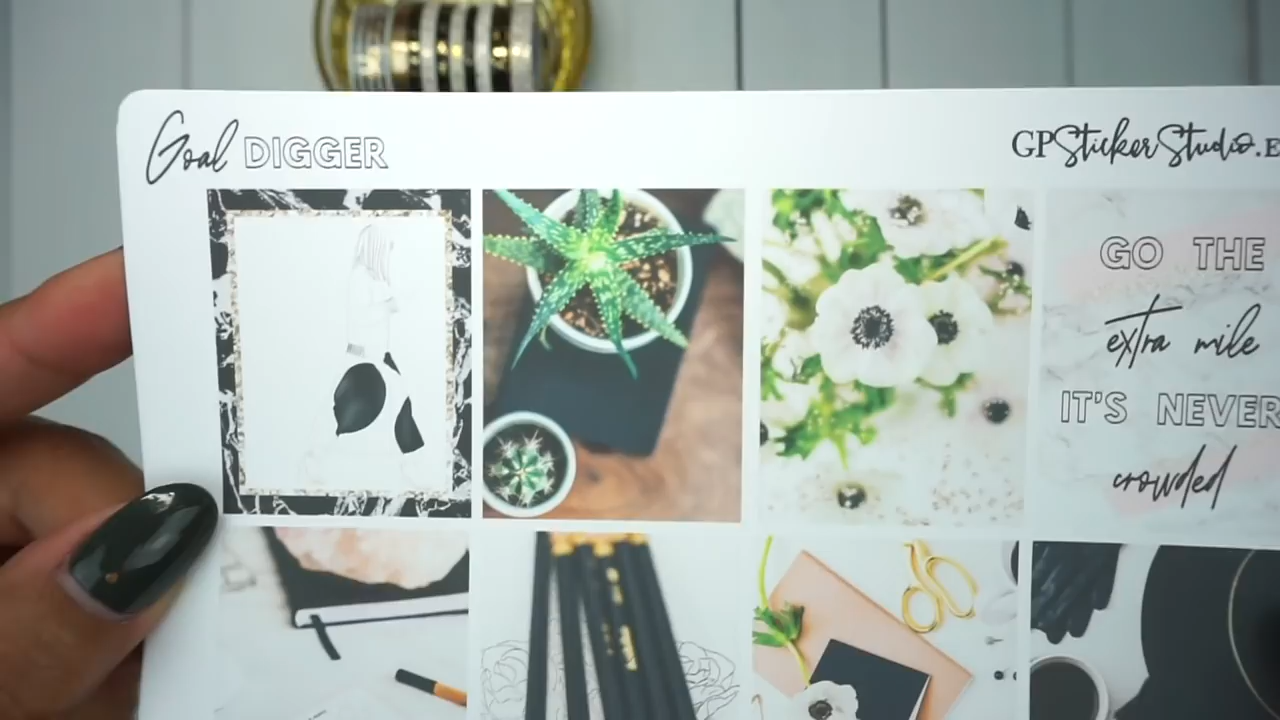 Goal DIGGER
GPStickerStudio.E
GO THE
extra mile
IT'S NEVER
crowded